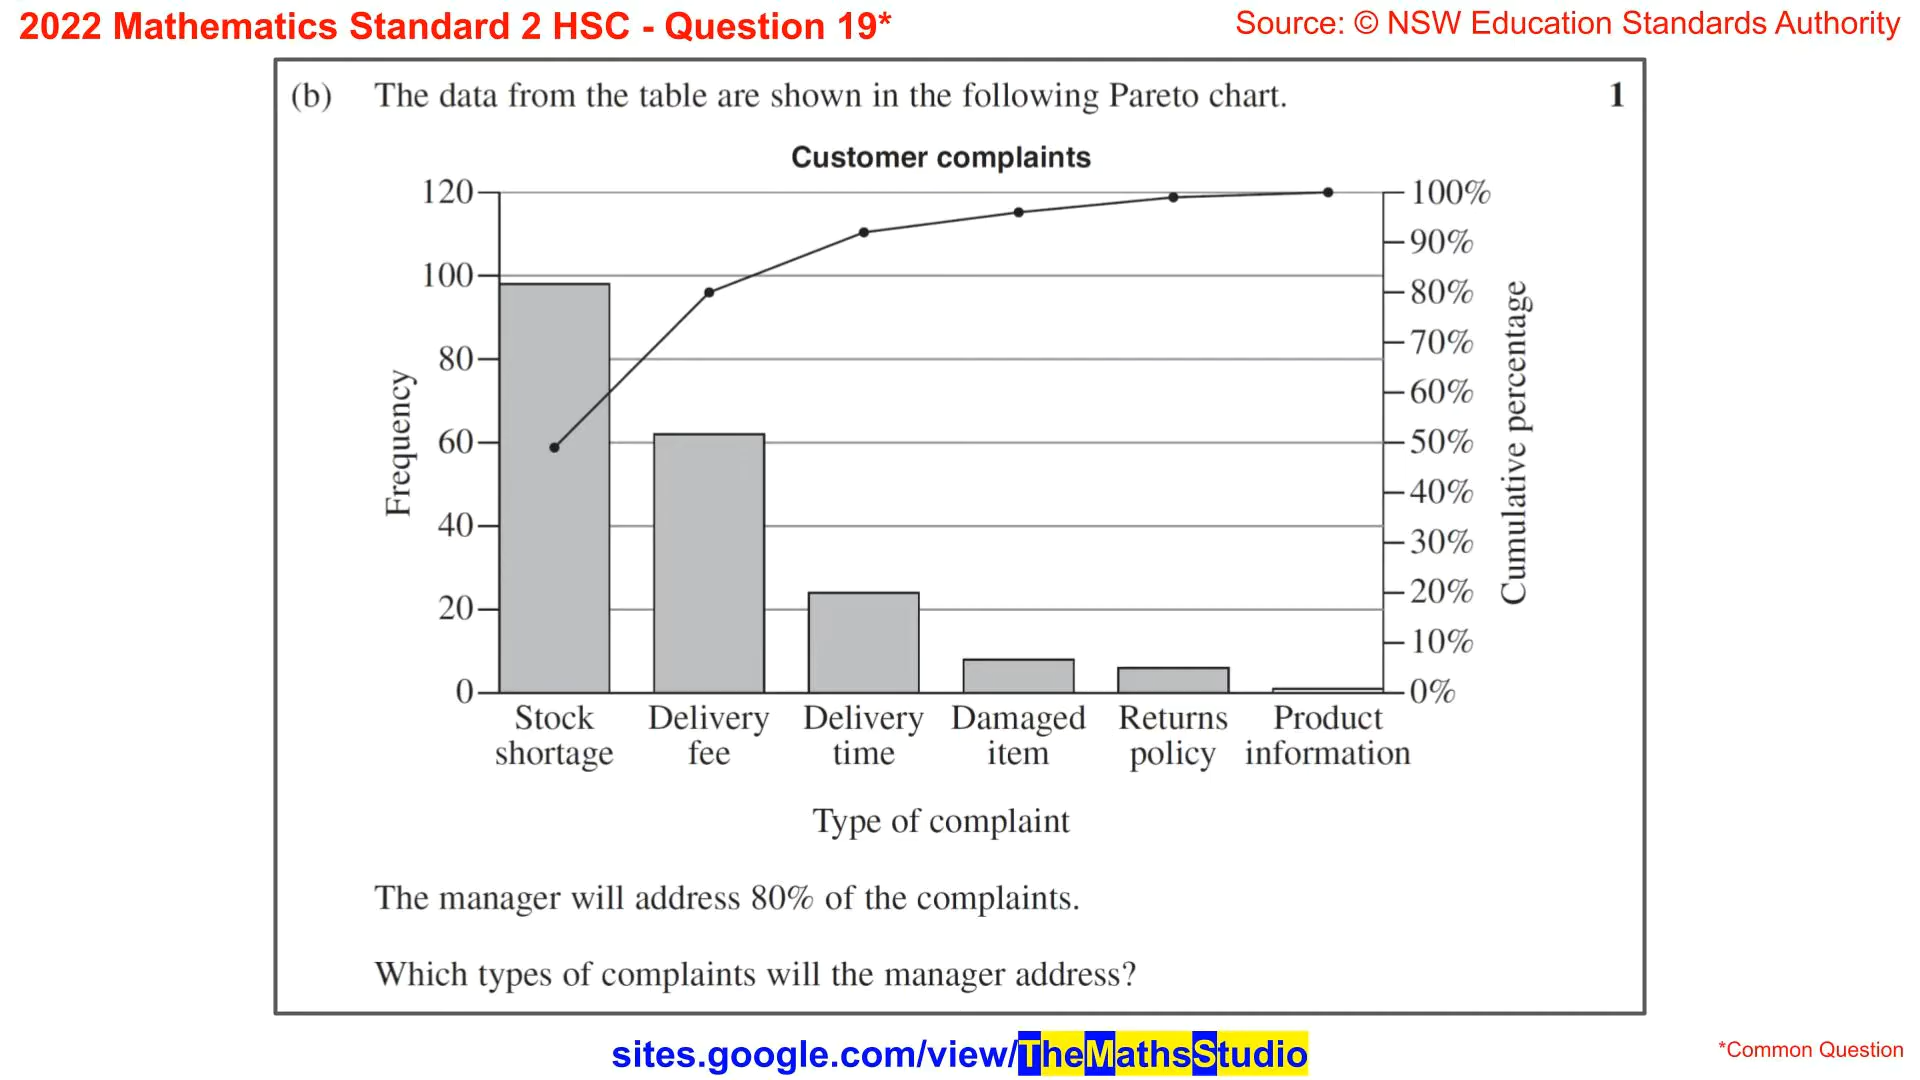 2022 Mathematics Standard 2 HSC - Question 19*
Source: © NSW Education Standards Authority
(b) The data from the table are shown in the following Pareto chart. 1
Customer complaints
120
100
80
60
40
20
0
Frequency
100%
90%
80%
70%
60%
50%
40%
30%
20%
10%
0%
Cumulative percentage
Stock shortage
Delivery fee
Delivery time
Damaged item
Returns policy
Product information
Type of complaint
The manager will address 80% of the complaints.
Which types of complaints will the manager address?
sites.google.com/view/TheMathsStudio
*Common Question